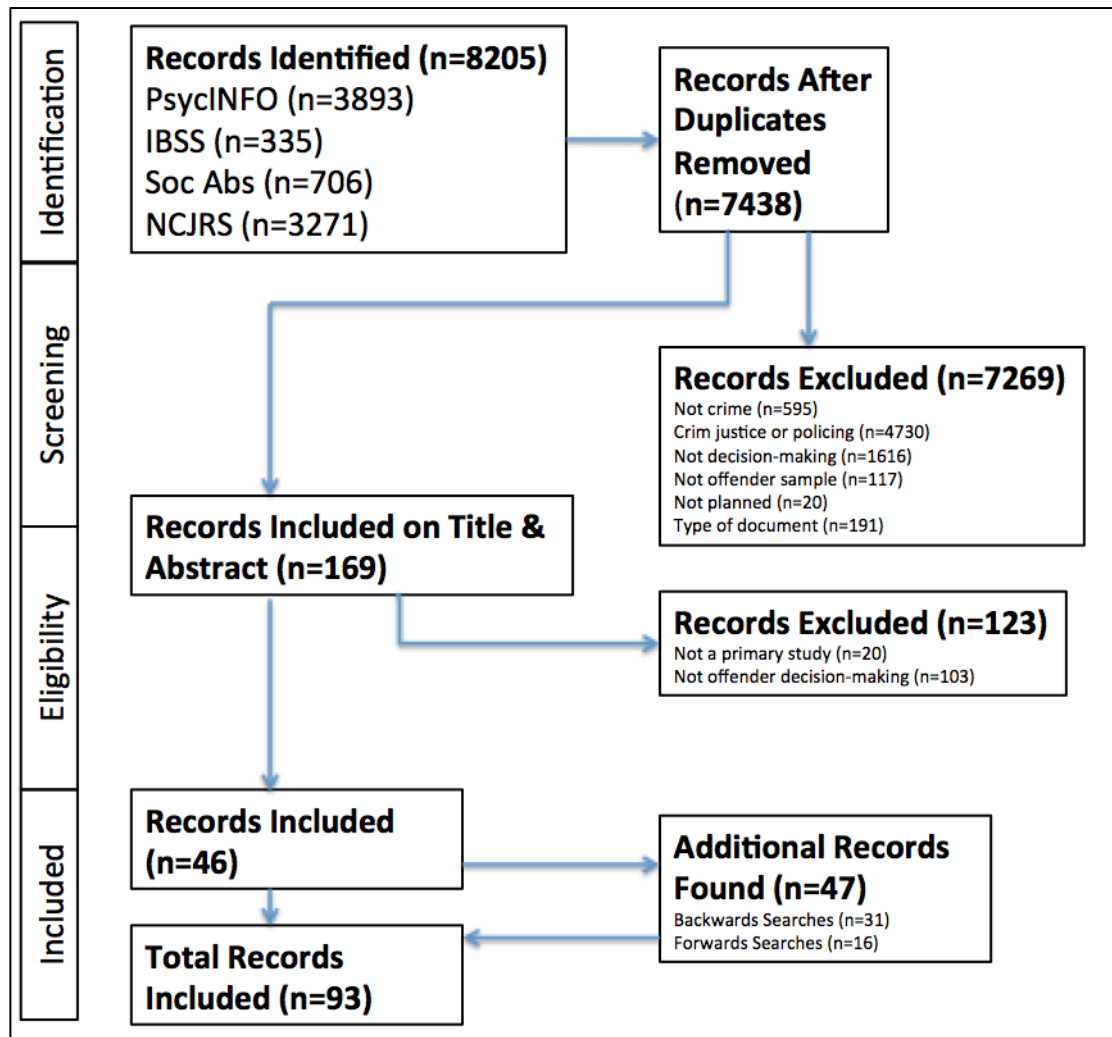 Identification
Records Identified (n=8205)
PsycINFO (n=3893)
IBSS (n=335)
Soc Abs (n=706)
NCJRS (n=3271)
Records After
Duplicates
Removed
(n=7438)
Screening
Records Excluded (n=7269)
Not crime (n=595)
Crim justice or policing (n=4730)
Not decision-making (n=1616)
Not offender sample (n=117)
Not planned (n=20)
Type of document (n=191)
Records Included on Title &
Abstract (n=169)
Eligibility
Records Excluded (n=123)
Not a primary study (n=20)
Not offender decision-making (n=103)
Included
Records Included
(n=46)
Additional Records
Found (n=47)
Backwards Searches (n=31)
Forwards Searches (n=16)
Total Records
Included (n=93)